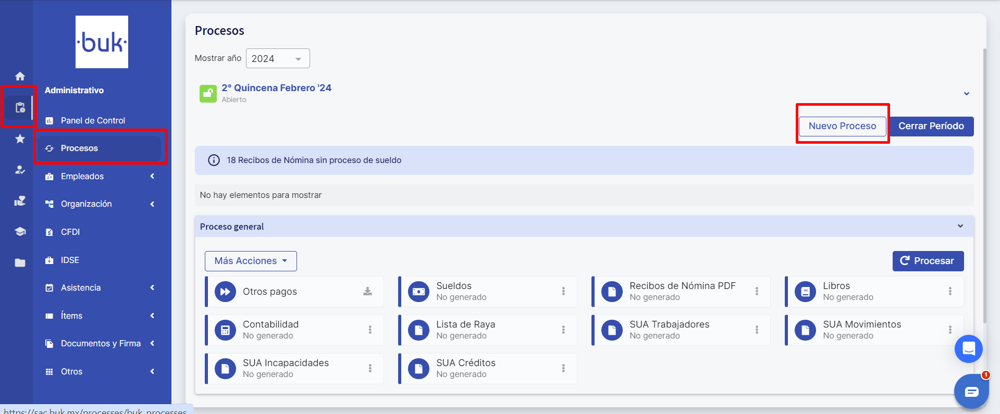 ·buk·
Administrativo
Panel de Control
Procesos
Empleados
Organización
CFDI
IDSE
Asistencia
Ítems
Documentos y Firma
Otros
https://sac.buk.mx/processes/buk_processes
Procesos
Mostrar año 2024
2° Quincena Febrero '24
Abierto
Nuevo Proceso Cerrar Período
18 Recibos de Nómina sin proceso de sueldo
No hay elementos para mostrar
Proceso general
Más Acciones Procesar
Otros pagos
Sueldos
No generado
Recibos de Nómina PDF
No generado
Libros
No generado
Contabilidad
No generado
Lista de Raya
No generado
SUA Trabajadores
No generado
SUA Movimientos
No generado
SUA Incapacidades
No generado
SUA Créditos
No generado
1